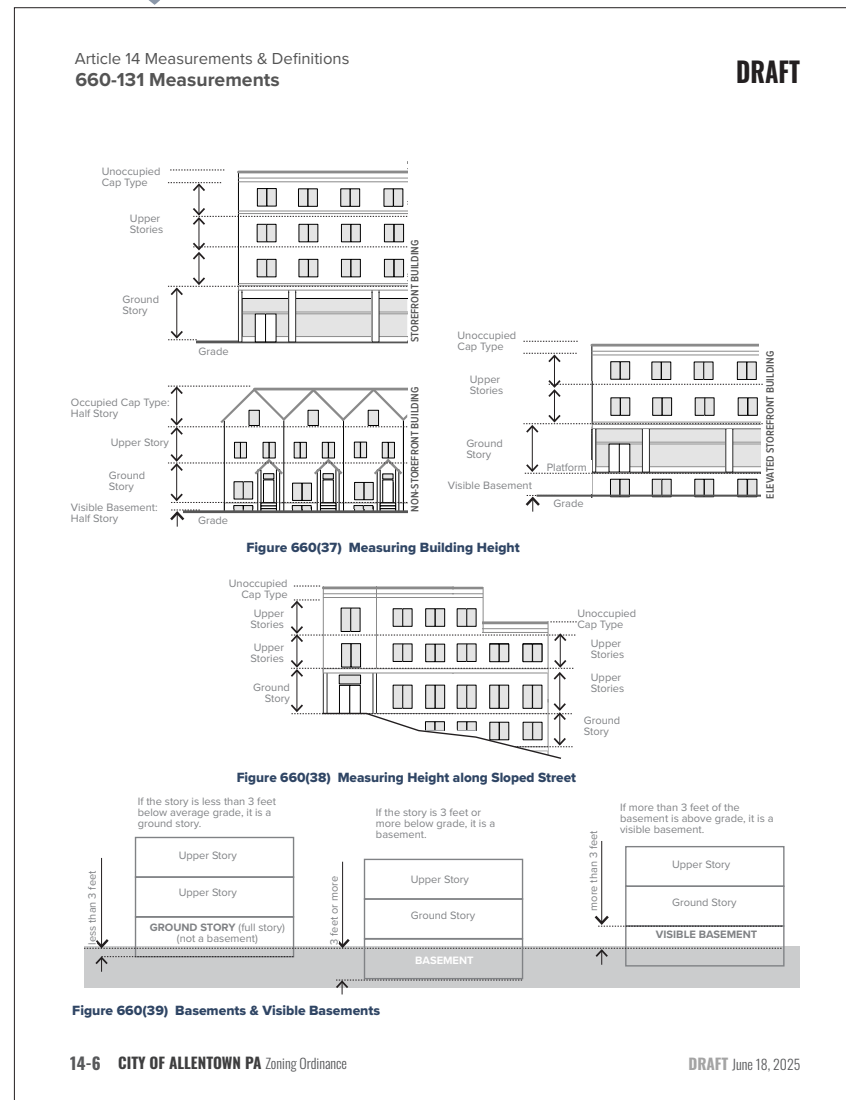 Article 14 Measurements & Definitions
660-131 Measurements
DRAFT
Unoccupied
Cap Type
Upper
Stories
Ground
Story
Grade
STOREFRONT BUILDING
Occupied Cap Type:
Half Story
Upper Story
Ground
Story
Visible Basement:
Half Story
Grade
NON-STOREFRONT BUILDING
Unoccupied
Cap Type
Upper
Stories
Ground
Story
Platform
Visible Basement
Grade
ELEVATED STOREFRONT BUILDING
Figure 660(37) Measuring Building Height
Unoccupied
Cap Type
Upper
Stories
Upper
Stories
Ground
Story
Unoccupied
Cap Type
Upper
Stories
Upper
Stories
Ground
Story
Figure 660(38) Measuring Height along Sloped Street
If the story is less than 3 feet
below average grade, it is a
ground story.
less than 3 feet
Upper Story
Upper Story
GROUND STORY (full story)
(not a basement)
If the story is 3 feet or
more below grade, it is a
basement.
3 feet or more
Upper Story
Ground Story
BASEMENT
If more than 3 feet of the
basement is above grade, it is a
visible basement.
more than 3 feet
Upper Story
Ground Story
VISIBLE BASEMENT
Figure 660(39) Basements & Visible Basements
14-6 CITY OF ALLENTOWN PA Zoning Ordinance
DRAFT June 18, 2025